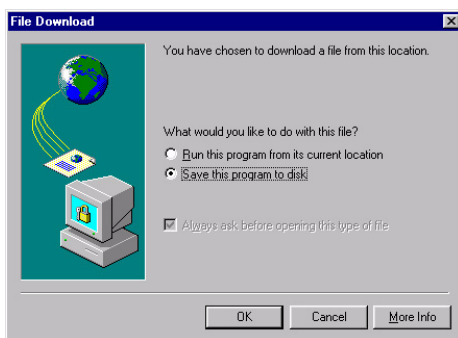 File Download
You have chosen to download a file from this location.
What would you like to do with this file?
Run this program from its current location
Save this program to disk
Always ask before opening this type of file
OK
Cancel
More Info